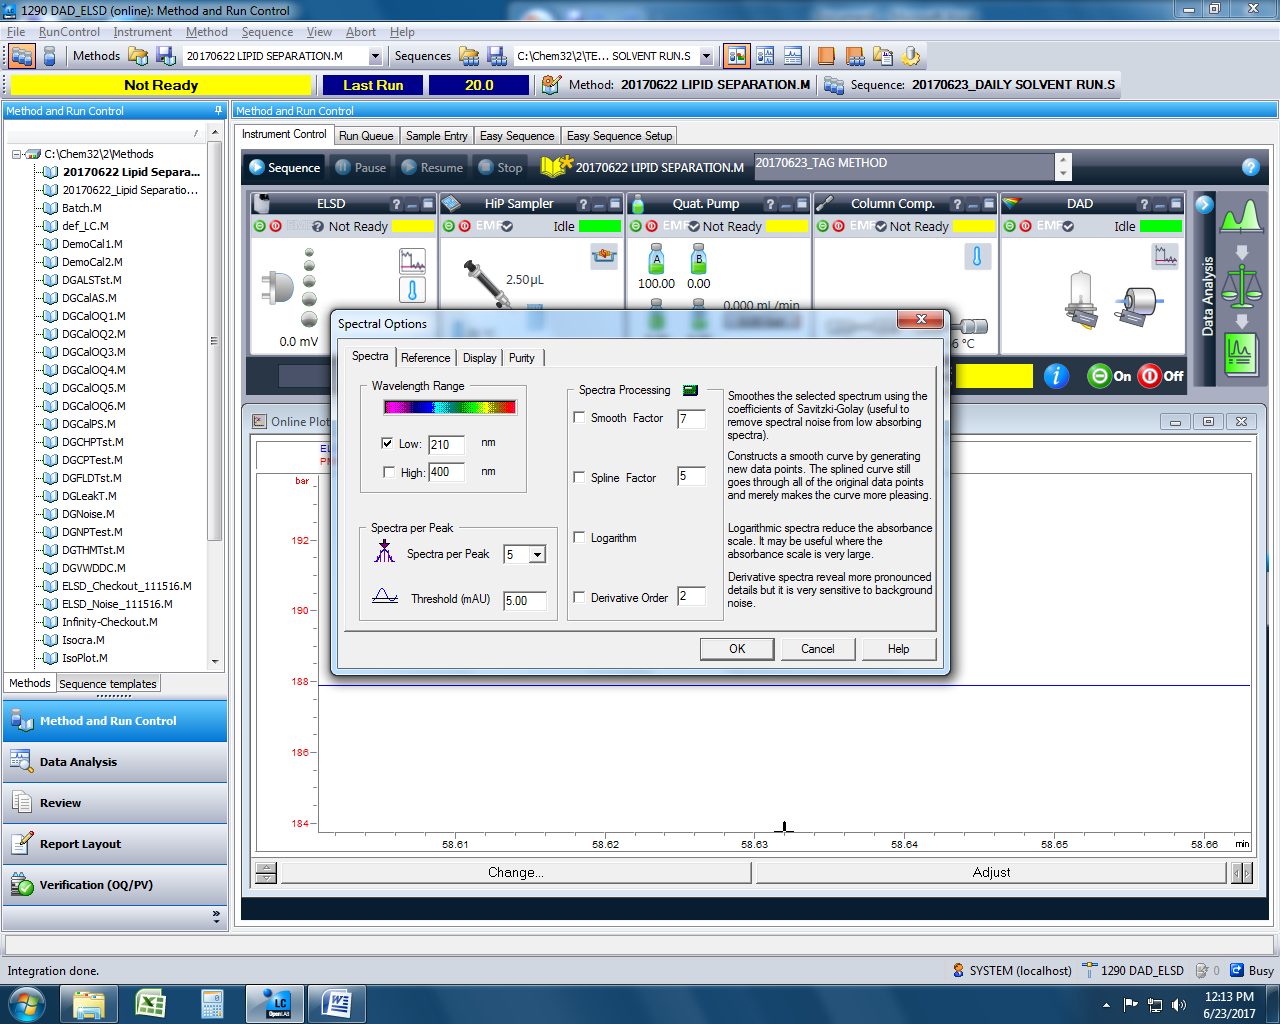 1290 DAD_ELSD (online): Method and Run Control
File RunControl Instrument Method Sequence View Abort Help
Methods 20170622 LIPID SEPARATION.M Sequences C:\Chem32\2\TE... SOLVENT RUN.S
Not Ready Last Run 20.0 Method: 20170622 LIPID SEPARATION.M Sequence: 20170623_DAILY SOLVENT RUN.S
Method and Run Control
C:\Chem32\2\Methods
20170622 Lipid Separa...
20170622_Lipid Separatio...
Batch.M
def_LC.M
DemoCal1.M
DemoCal2.M
DGALSTst.M
DGCalAS.M
DGCalOQ1.M
DGCalOQ2.M
DGCalOQ3.M
DGCalOQ4.M
DGCalOQ5.M
DGCalOQ6.M
DGCalPS.M
DGCHPTst.M
DGCPTest.M
DGFLDTst.M
DGLeakT.M
DGNoise.M
DGNPTest.M
DGTHMTst.M
DGVWDDC.M
ELSD_Checkout_111516.M
ELSD_Noise_111516.M
Infinity-Checkout.M
Isocra.M
IsoPlot.M
Methods Sequence templates
Method and Run Control
Data Analysis
Review
Report Layout
Verification (OQ/PV)
Method and Run Control
Instrument Control Run Queue Sample Entry Easy Sequence Easy Sequence Setup
Sequence Pause Resume Stop 20170622 LIPID SEPARATION.M 20170623_TAG METHOD
ELSD HiP Sampler Quat. Pump Column Comp. DAD
EMF Not Ready EMF Idle EMF Not Ready EMF Not Ready EMF Idle
A B
2.50µL
100.00 0.00
0.000 ml/min
0.0 mV
6 °C
Data Analysis
On Off
Online Plot
bar
192
190
188
186
184
58.61 58.62 58.63 58.64 58.65 58.66 min
Change... Adjust
Spectral Options
Spectra Reference Display Purity
Wavelength Range
Low: 210 nm
High: 400 nm
Spectra per Peak
Spectra per Peak 5
Threshold (mAU) 5.00
Spectra Processing
Smooth Factor 7
Spline Factor 5
Logarithm
Derivative Order 2
Smoothes the selected spectrum using the
coefficients of Savitzki-Golay (useful to
remove spectral noise from low absorbing
spectra).
Constructs a smooth curve by generating
new data points. The splined curve still
goes through all of the original data points
and merely makes the curve more pleasing.
Logarithmic spectra reduce the absorbance
scale. It may be useful where the
absorbance scale is very large.
Derivative spectra reveal more pronounced
details but it is very sensitive to background
noise.
OK Cancel Help
Integration done. SYSTEM (localhost) 1290 DAD_ELSD 0 Busy
LC
OpenLAB
12:13 PM
6/23/2017